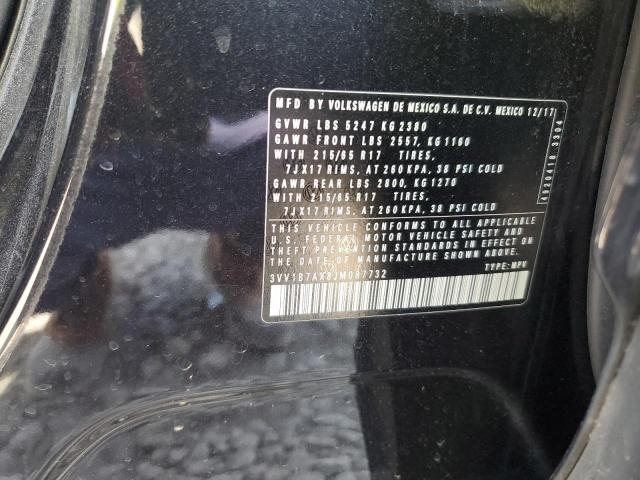 MFD BY VOLKSWAGEN DE MEXICO S.A. DE C.V. MEXICO 12/17
GVWR LBS 5247 KG 2380
GAWR FRONT LBS 2557, KG 1160
WITH 215/65 R17 TIRES,
7JX17 RIMS, AT 260 KPA, 38 PSI COLD
GAWR REAR LBS 2800, KG 1270
WITH 215/65 R17 TIRES,
7JX17 RIMS, AT 260 KPA, 38 PSI COLD
THIS VEHICLE CONFORMS TO ALL APPLICABLE
U.S. FEDERAL MOTOR VEHICLE SAFETY AND
THEFT PREVENTION STANDARDS IN EFFECT ON
THE DATE OF MANUFACTURE SHOWN ABOVE.
3VV1B7AX8JM087732 TYPE: MPV